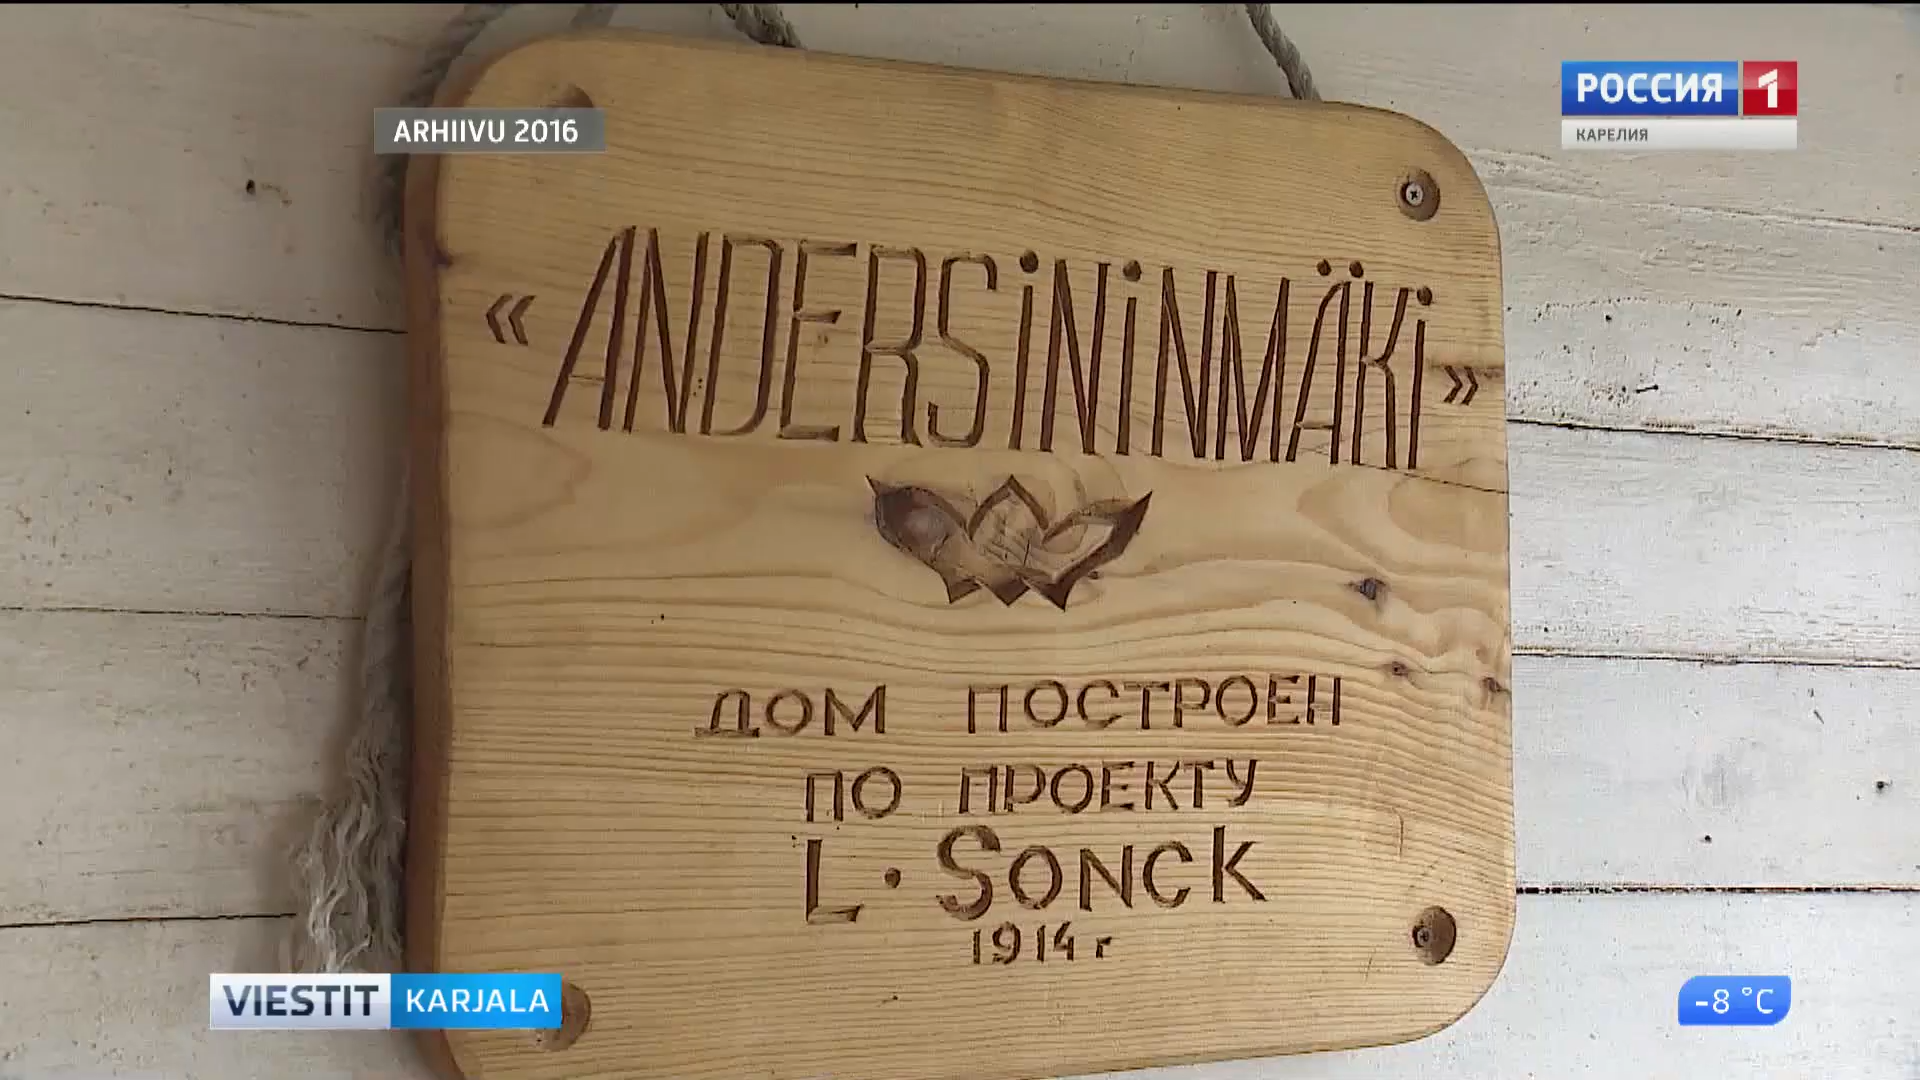 РОССИЯ 1
КАРЕЛИЯ
ARHIIVU 2016
«ANDERSININMÄKI»
ДОМ ПОСТРОЕН
ПО ПРОЕКТУ
L. SONCK
1914 г
VIESTIT KARJALA
-8 °C